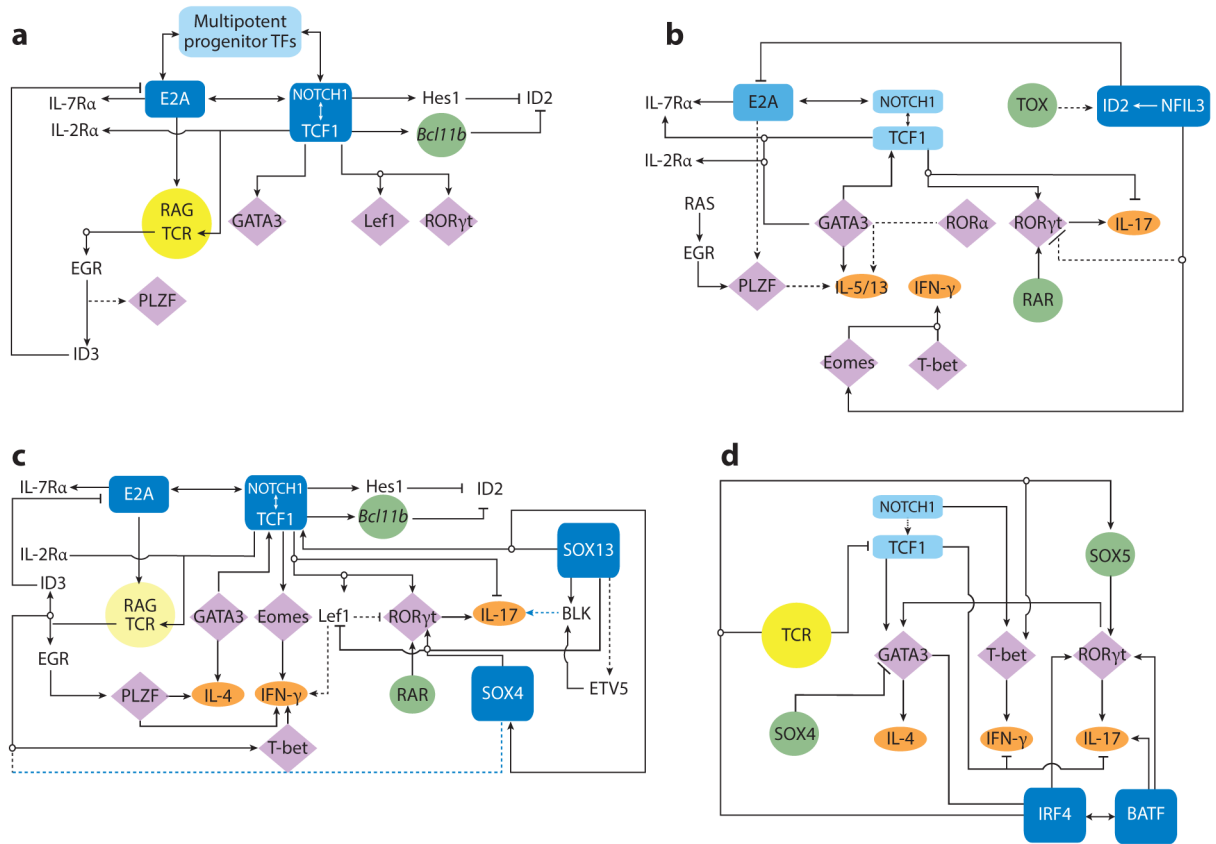 a
Multipotent
progenitor TFs
IL-7Rα
E2A
NOTCH1
Hes1
ID2
IL-2Rα
TCF1
Bcl11b
RAG
TCR
GATA3
Lef1
RORγt
EGR
PLZF
ID3
b
IL-7Rα
E2A
NOTCH1
TOX
ID2
NFIL3
TCF1
IL-2Rα
RAS
GATA3
RORα
RORγt
IL-17
EGR
PLZF
IL-5/13
IFN-γ
RAR
Eomes
T-bet
c
IL-7Rα
E2A
NOTCH1
Hes1
ID2
TCF1
Bcl11b
IL-2Rα
SOX13
ID3
RAG
TCR
GATA3
Eomes
Lef1
RORγt
IL-17
BLK
EGR
PLZF
IL-4
IFN-γ
RAR
SOX4
ETV5
T-bet
d
NOTCH1
TCF1
SOX5
TCR
GATA3
T-bet
RORγt
SOX4
IL-4
IFN-γ
IL-17
IRF4
BATF